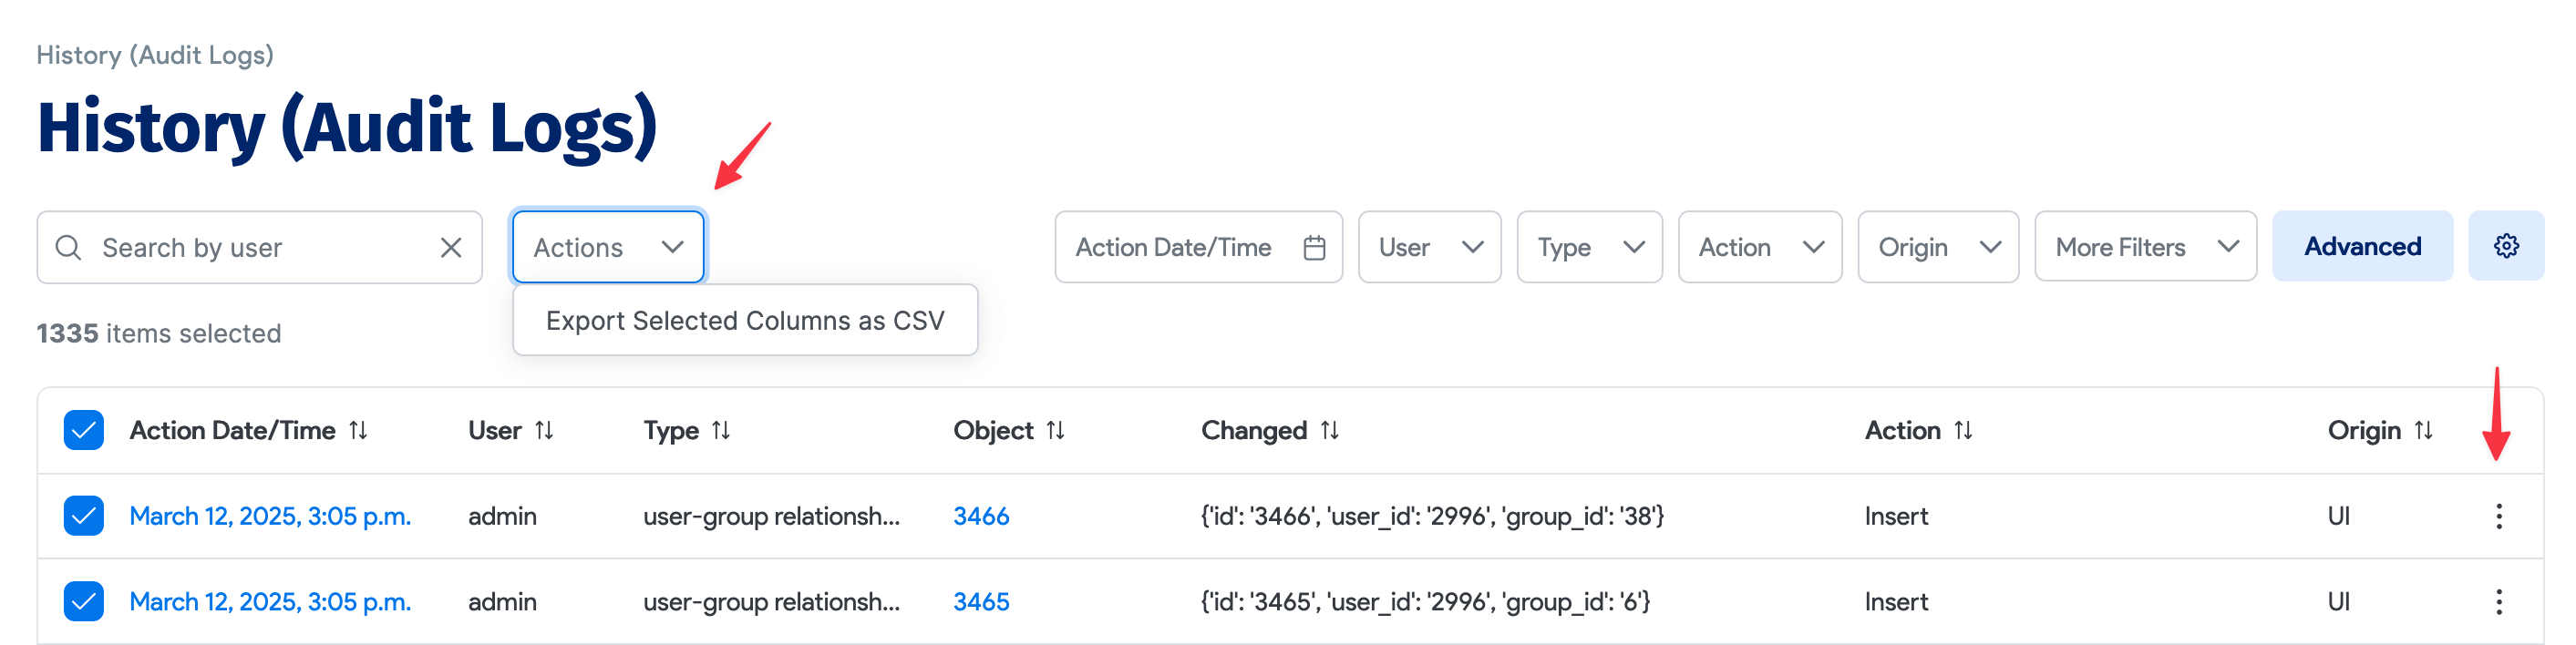 History (Audit Logs)
History (Audit Logs)
Search by user
Actions
Action Date/Time
User
Type
Action
Origin
More Filters
Advanced
Export Selected Columns as CSV
1335 items selected
Action Date/Time User Type Object Changed Action Origin
March 12, 2025, 3:05 p.m. admin user-group relationsh... 3466 {'id': '3466', 'user_id': '2996', 'group_id': '38'} Insert UI
March 12, 2025, 3:05 p.m. admin user-group relationsh... 3465 {'id': '3465', 'user_id': '2996', 'group_id': '6'} Insert UI